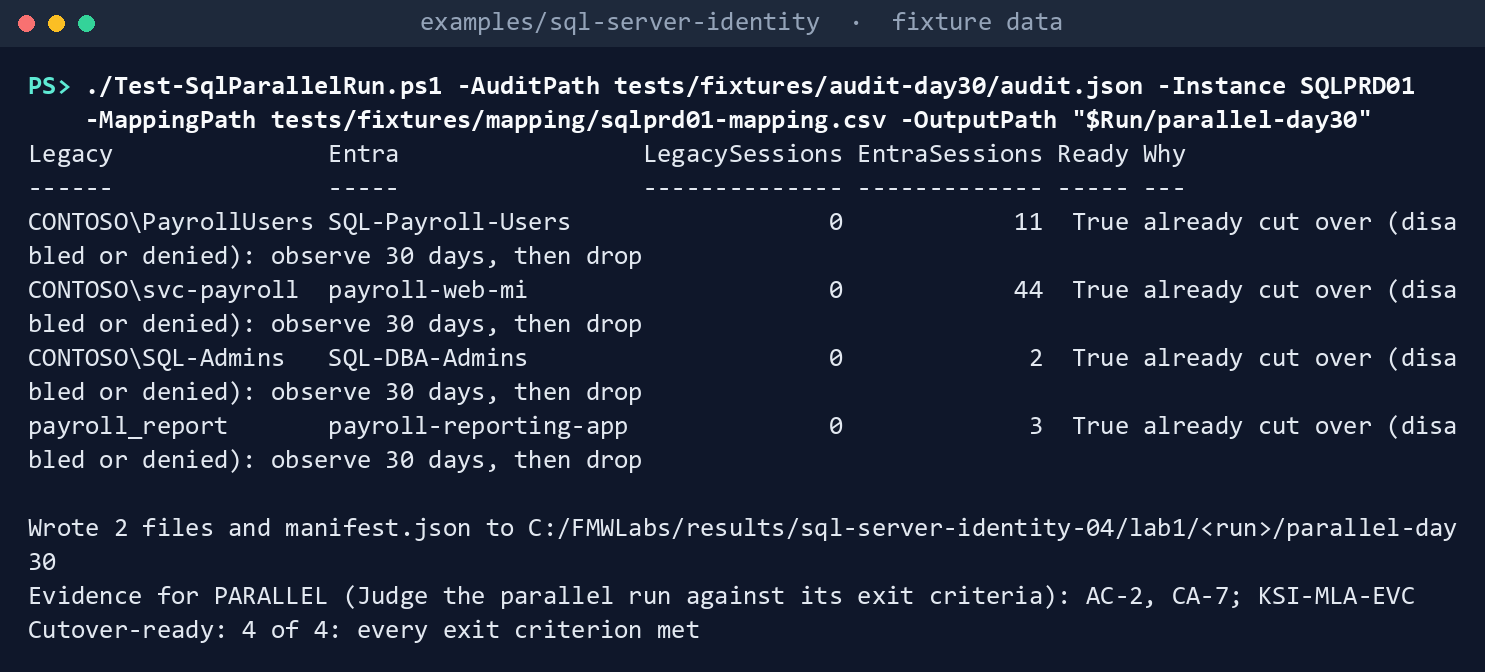 examples/sql-server-identity · fixture data
PS> ./Test-SqlParallelRun.ps1 -AuditPath tests/fixtures/audit-day30/audit.json -Instance SQLPRD01
    -MappingPath tests/fixtures/mapping/sqlprd01-mapping.csv -OutputPath "$Run/parallel-day30"
Legacy               Entra                 LegacySessions EntraSessions Ready Why
------               -----                 -------------- ------------- ----- ---
CONTOSO\PayrollUsers SQL-Payroll-Users                  0            11  True already cut over (disa
bled or denied): observe 30 days, then drop
CONTOSO\svc-payroll  payroll-web-mi                     0            44  True already cut over (disa
bled or denied): observe 30 days, then drop
CONTOSO\SQL-Admins   SQL-DBA-Admins                     0             2  True already cut over (disa
bled or denied): observe 30 days, then drop
payroll_report       payroll-reporting-app              0             3  True already cut over (disa
bled or denied): observe 30 days, then drop
Wrote 2 files and manifest.json to C:/FMWLabs/results/sql-server-identity-04/lab1/<run>/parallel-day
30
Evidence for PARALLEL (Judge the parallel run against its exit criteria): AC-2, CA-7; KSI-MLA-EVC
Cutover-ready: 4 of 4: every exit criterion met